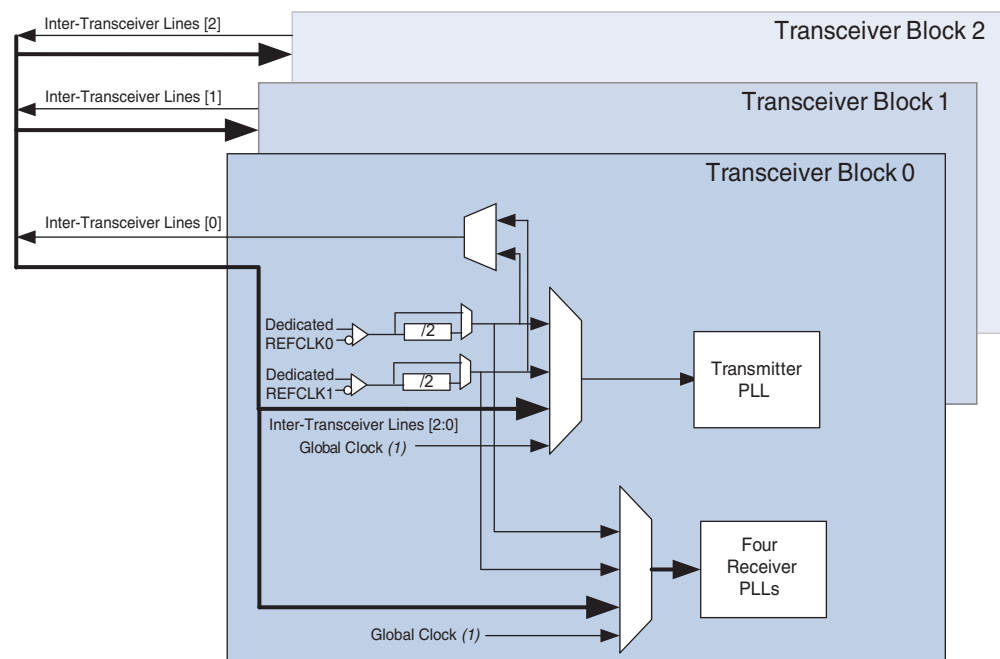 Inter-Transceiver Lines [2]
Transceiver Block 2
Inter-Transceiver Lines [1]
Transceiver Block 1
Transceiver Block 0
Inter-Transceiver Lines [0]
Dedicated
REFCLK0
/2
Dedicated
REFCLK1
/2
Transmitter
PLL
Inter-Transceiver Lines [2:0]
Global Clock (1)
Four
Receiver
PLLs
Global Clock (1)